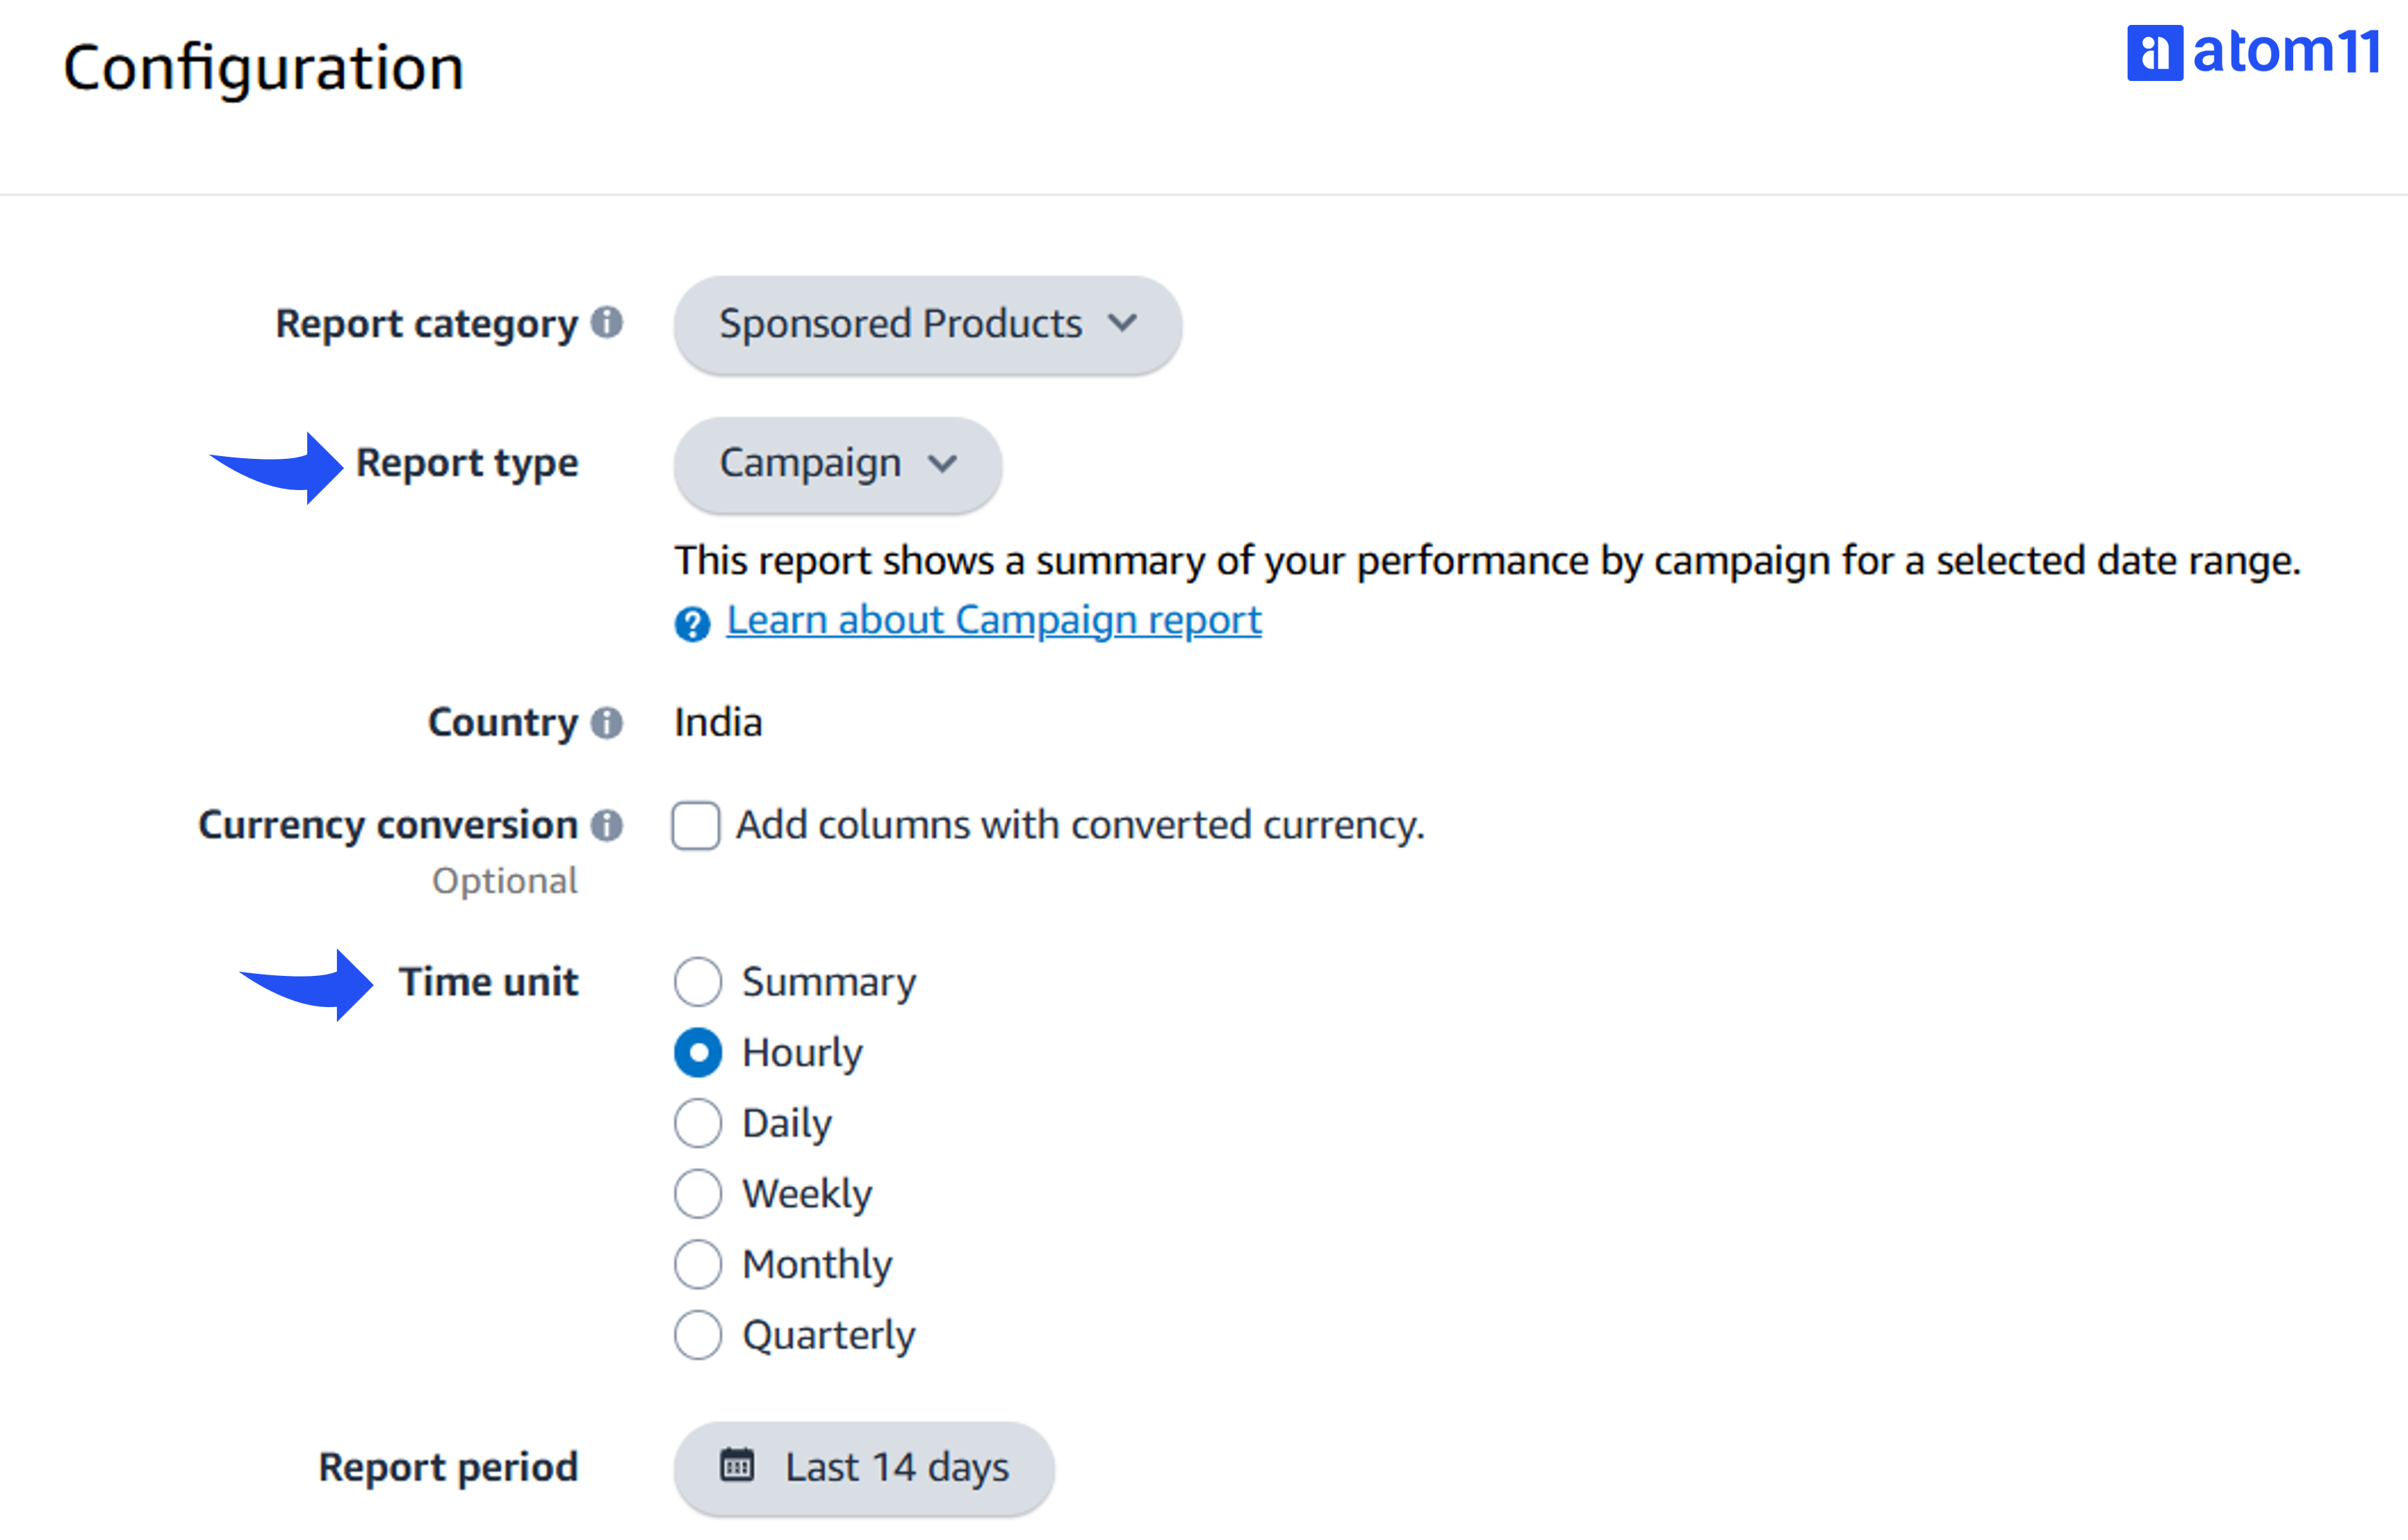 Configuration
atom11
Report category
Sponsored Products
Report type
Campaign
This report shows a summary of your performance by campaign for a selected date range.
Learn about Campaign report
Country
India
Currency conversion
Add columns with converted currency.
Optional
Time unit
Summary
Hourly
Daily
Weekly
Monthly
Quarterly
Report period
Last 14 days